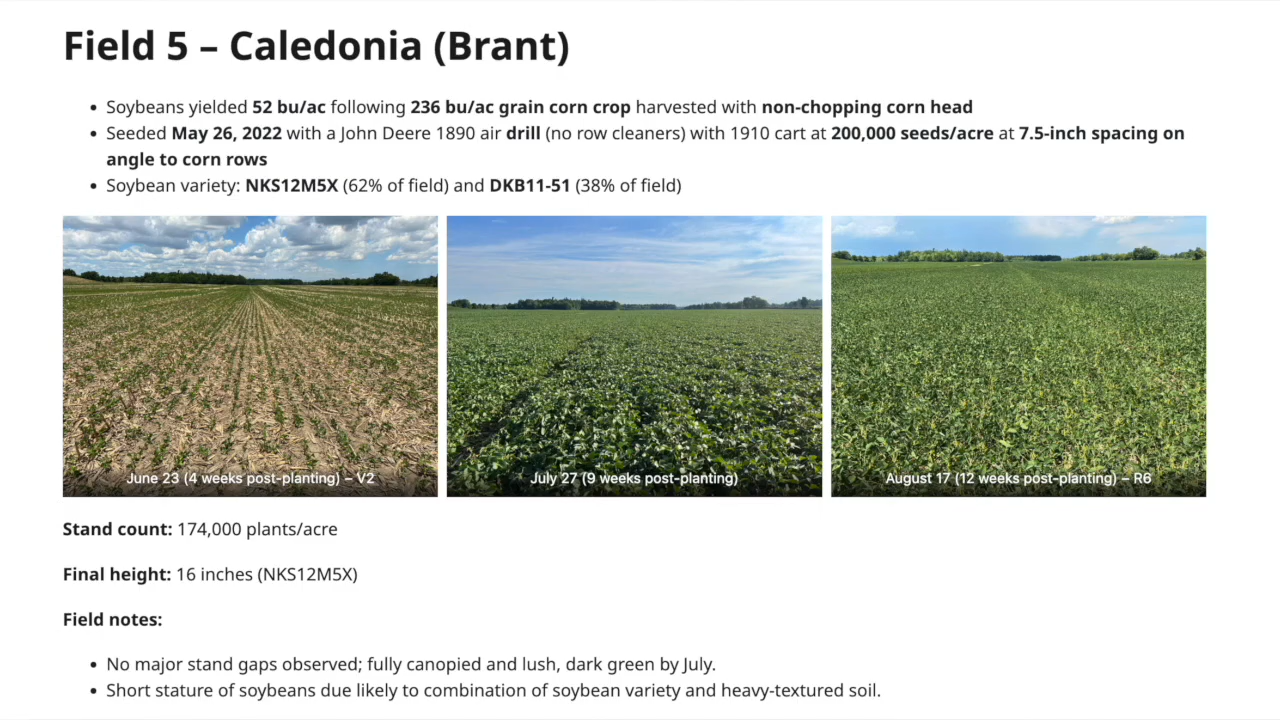 Field 5 – Caledonia (Brant)
• Soybeans yielded 52 bu/ac following 236 bu/ac grain corn crop harvested with non-chopping corn head
• Seeded May 26, 2022 with a John Deere 1890 air drill (no row cleaners) with 1910 cart at 200,000 seeds/acre at 7.5-inch spacing on
angle to corn rows
• Soybean variety: NKS12M5X (62% of field) and DKB11-51 (38% of field)
June 23 (4 weeks post-planting) – V2
July 27 (9 weeks post-planting)
August 17 (12 weeks post-planting) – R6
Stand count: 174,000 plants/acre
Final height: 16 inches (NKS12M5X)
Field notes:
• No major stand gaps observed; fully canopied and lush, dark green by July.
• Short stature of soybeans due likely to combination of soybean variety and heavy-textured soil.